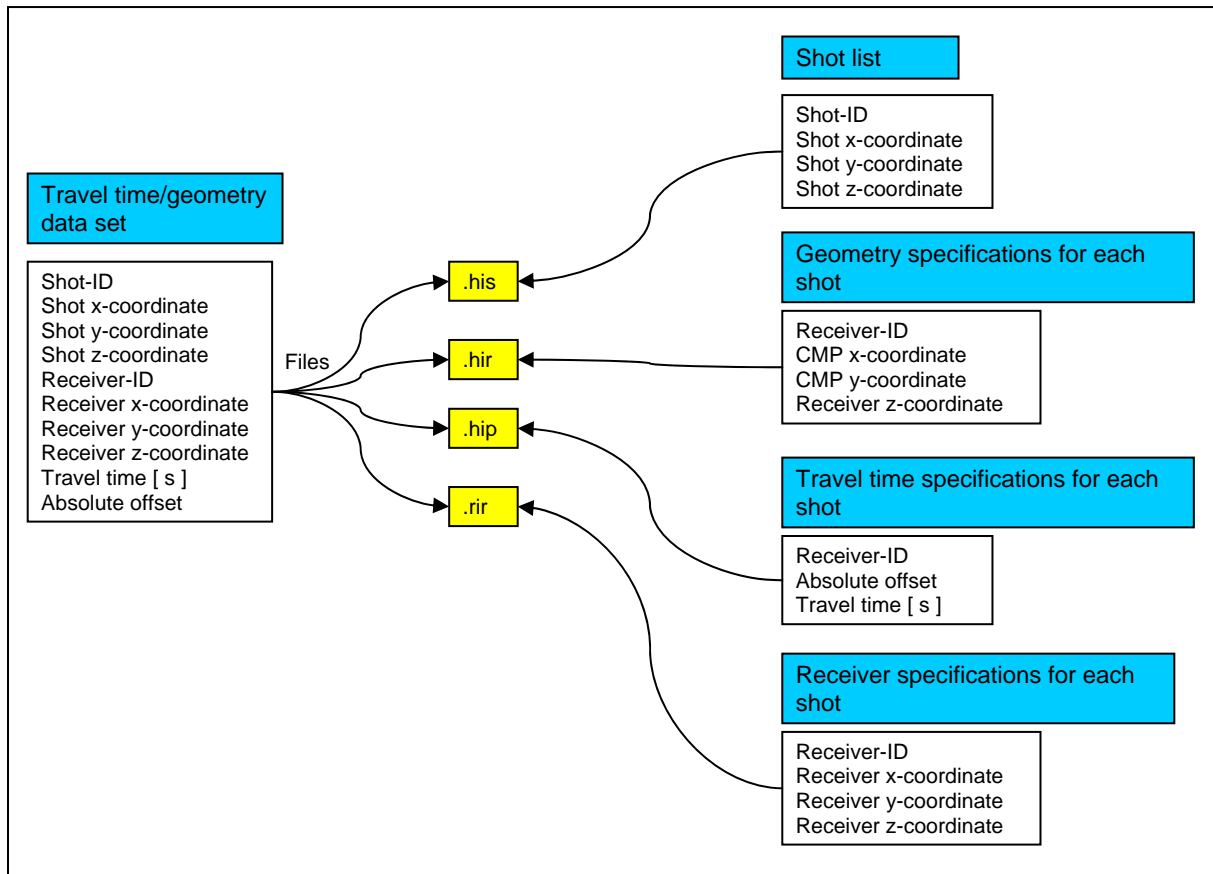 Travel time/geometry
data set
Shot-ID
Shot x-coordinate
Shot y-coordinate
Shot z-coordinate
Receiver-ID
Receiver x-coordinate
Receiver y-coordinate
Receiver z-coordinate
Travel time [ s ]
Absolute offset
Files
.his
.hir
.hip
.rir
Shot list
Shot-ID
Shot x-coordinate
Shot y-coordinate
Shot z-coordinate
Geometry specifications for each
shot
Receiver-ID
CMP x-coordinate
CMP y-coordinate
Receiver z-coordinate
Travel time specifications for each
shot
Receiver-ID
Absolute offset
Travel time [ s ]
Receiver specifications for each
shot
Receiver-ID
Receiver x-coordinate
Receiver y-coordinate
Receiver z-coordinate